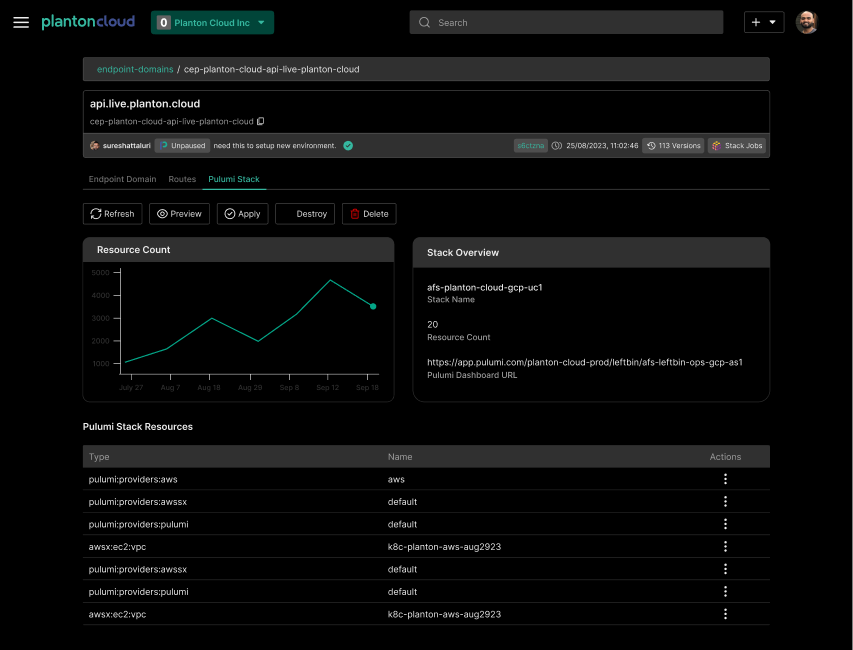 plantoncloud
0 Planton Cloud Inc
Search
endpoint-domains / cep-planton-cloud-api-live-planton-cloud
api.live.planton.cloud
cep-planton-cloud-api-live-planton-cloud
sureshattaluri Unpaused need this to setup new environment. s6ctzna 25/08/2023, 11:02:46 113 Versions Stack Jobs
Endpoint Domain Routes Pulumi Stack
Refresh Preview Apply Destroy Delete
Resource Count
5000
4000
3000
2000
1000
July 27 Aug 7 Aug 18 Aug 29 Sep 8 Sep 12 Sep 18
Stack Overview
afs-planton-cloud-gcp-uc1
Stack Name
20
Resource Count
https://app.pulumi.com/planton-cloud-prod/leftbin/afs-leftbin-ops-gcp-as1
Pulumi Dashboard URL
Pulumi Stack Resources
Type Name Actions
pulumi:providers:aws aws
pulumi:providers:awssx default
pulumi:providers:pulumi default
awsx:ec2:vpc k8c-planton-aws-aug2923
pulumi:providers:awssx default
pulumi:providers:pulumi default
awsx:ec2:vpc k8c-planton-aws-aug2923